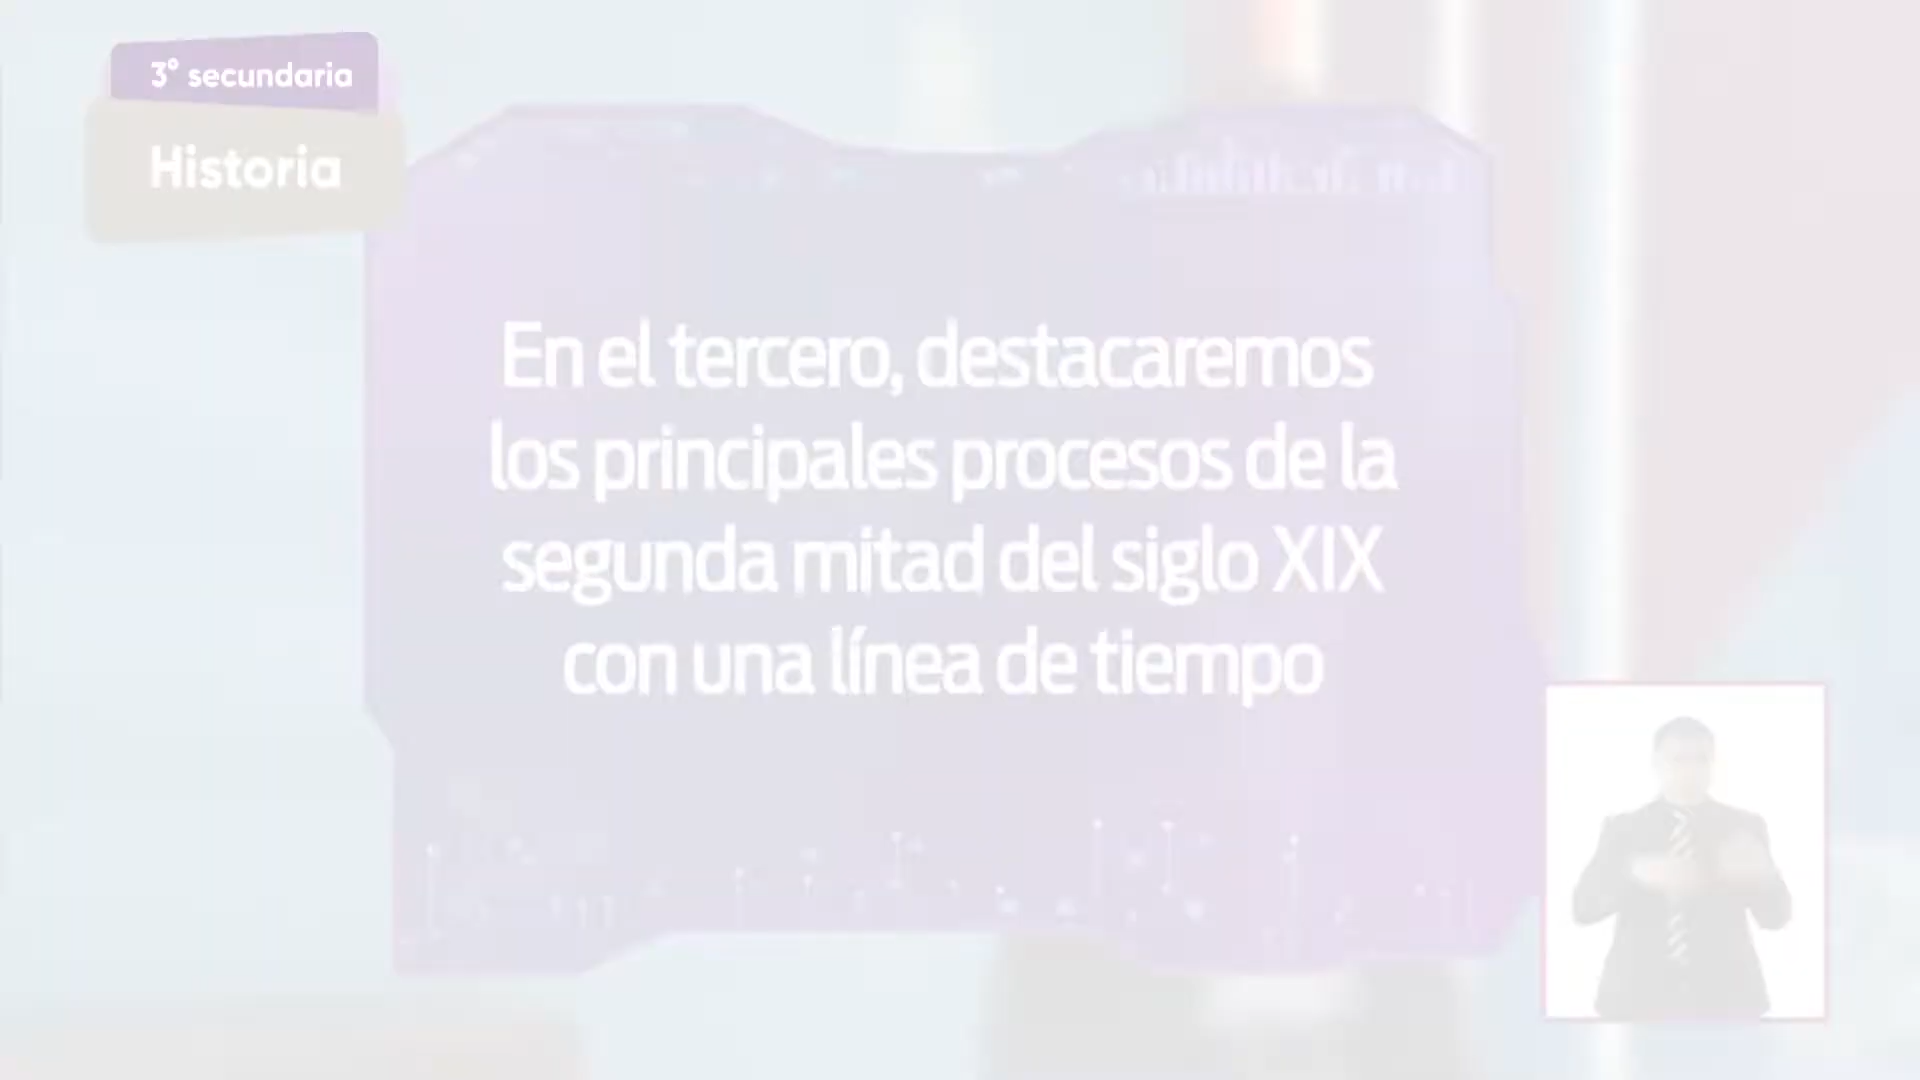 3° secundaria
Historia
En el tercero, destacaremos
los principales procesos de la
segunda mitad del siglo XIX
con una línea de tiempo